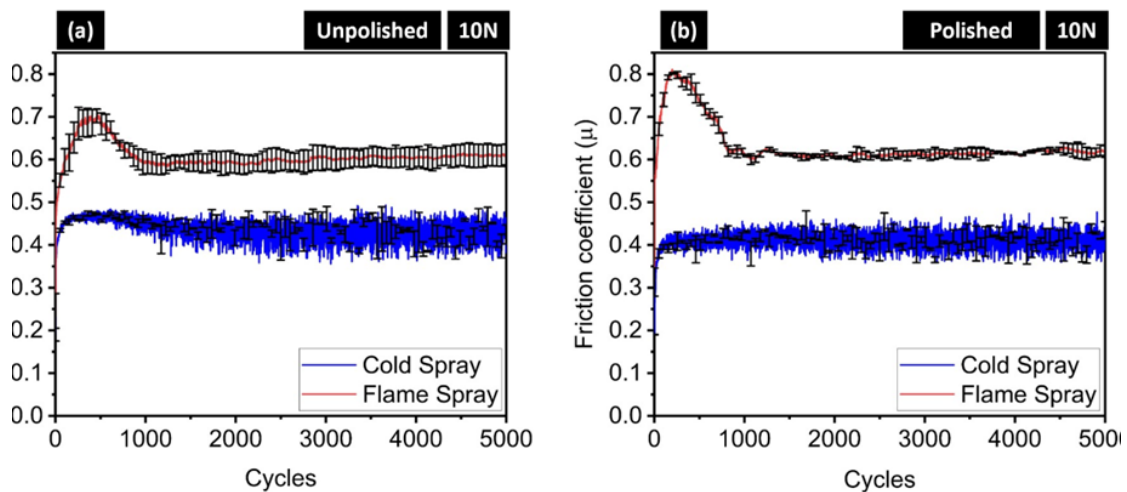 (a) Unpolished 10N
0.8
0.7
0.6
0.5
0.4
0.3
0.2
0.1
0.0
0 1000 2000 3000 4000 5000
Cycles
Cold Spray
Flame Spray
(b) Polished 10N
Friction coefficient (μ)
0.8
0.7
0.6
0.5
0.4
0.3
0.2
0.1
0.0
0 1000 2000 3000 4000 500
Cycles
Cold Spray
Flame Spray